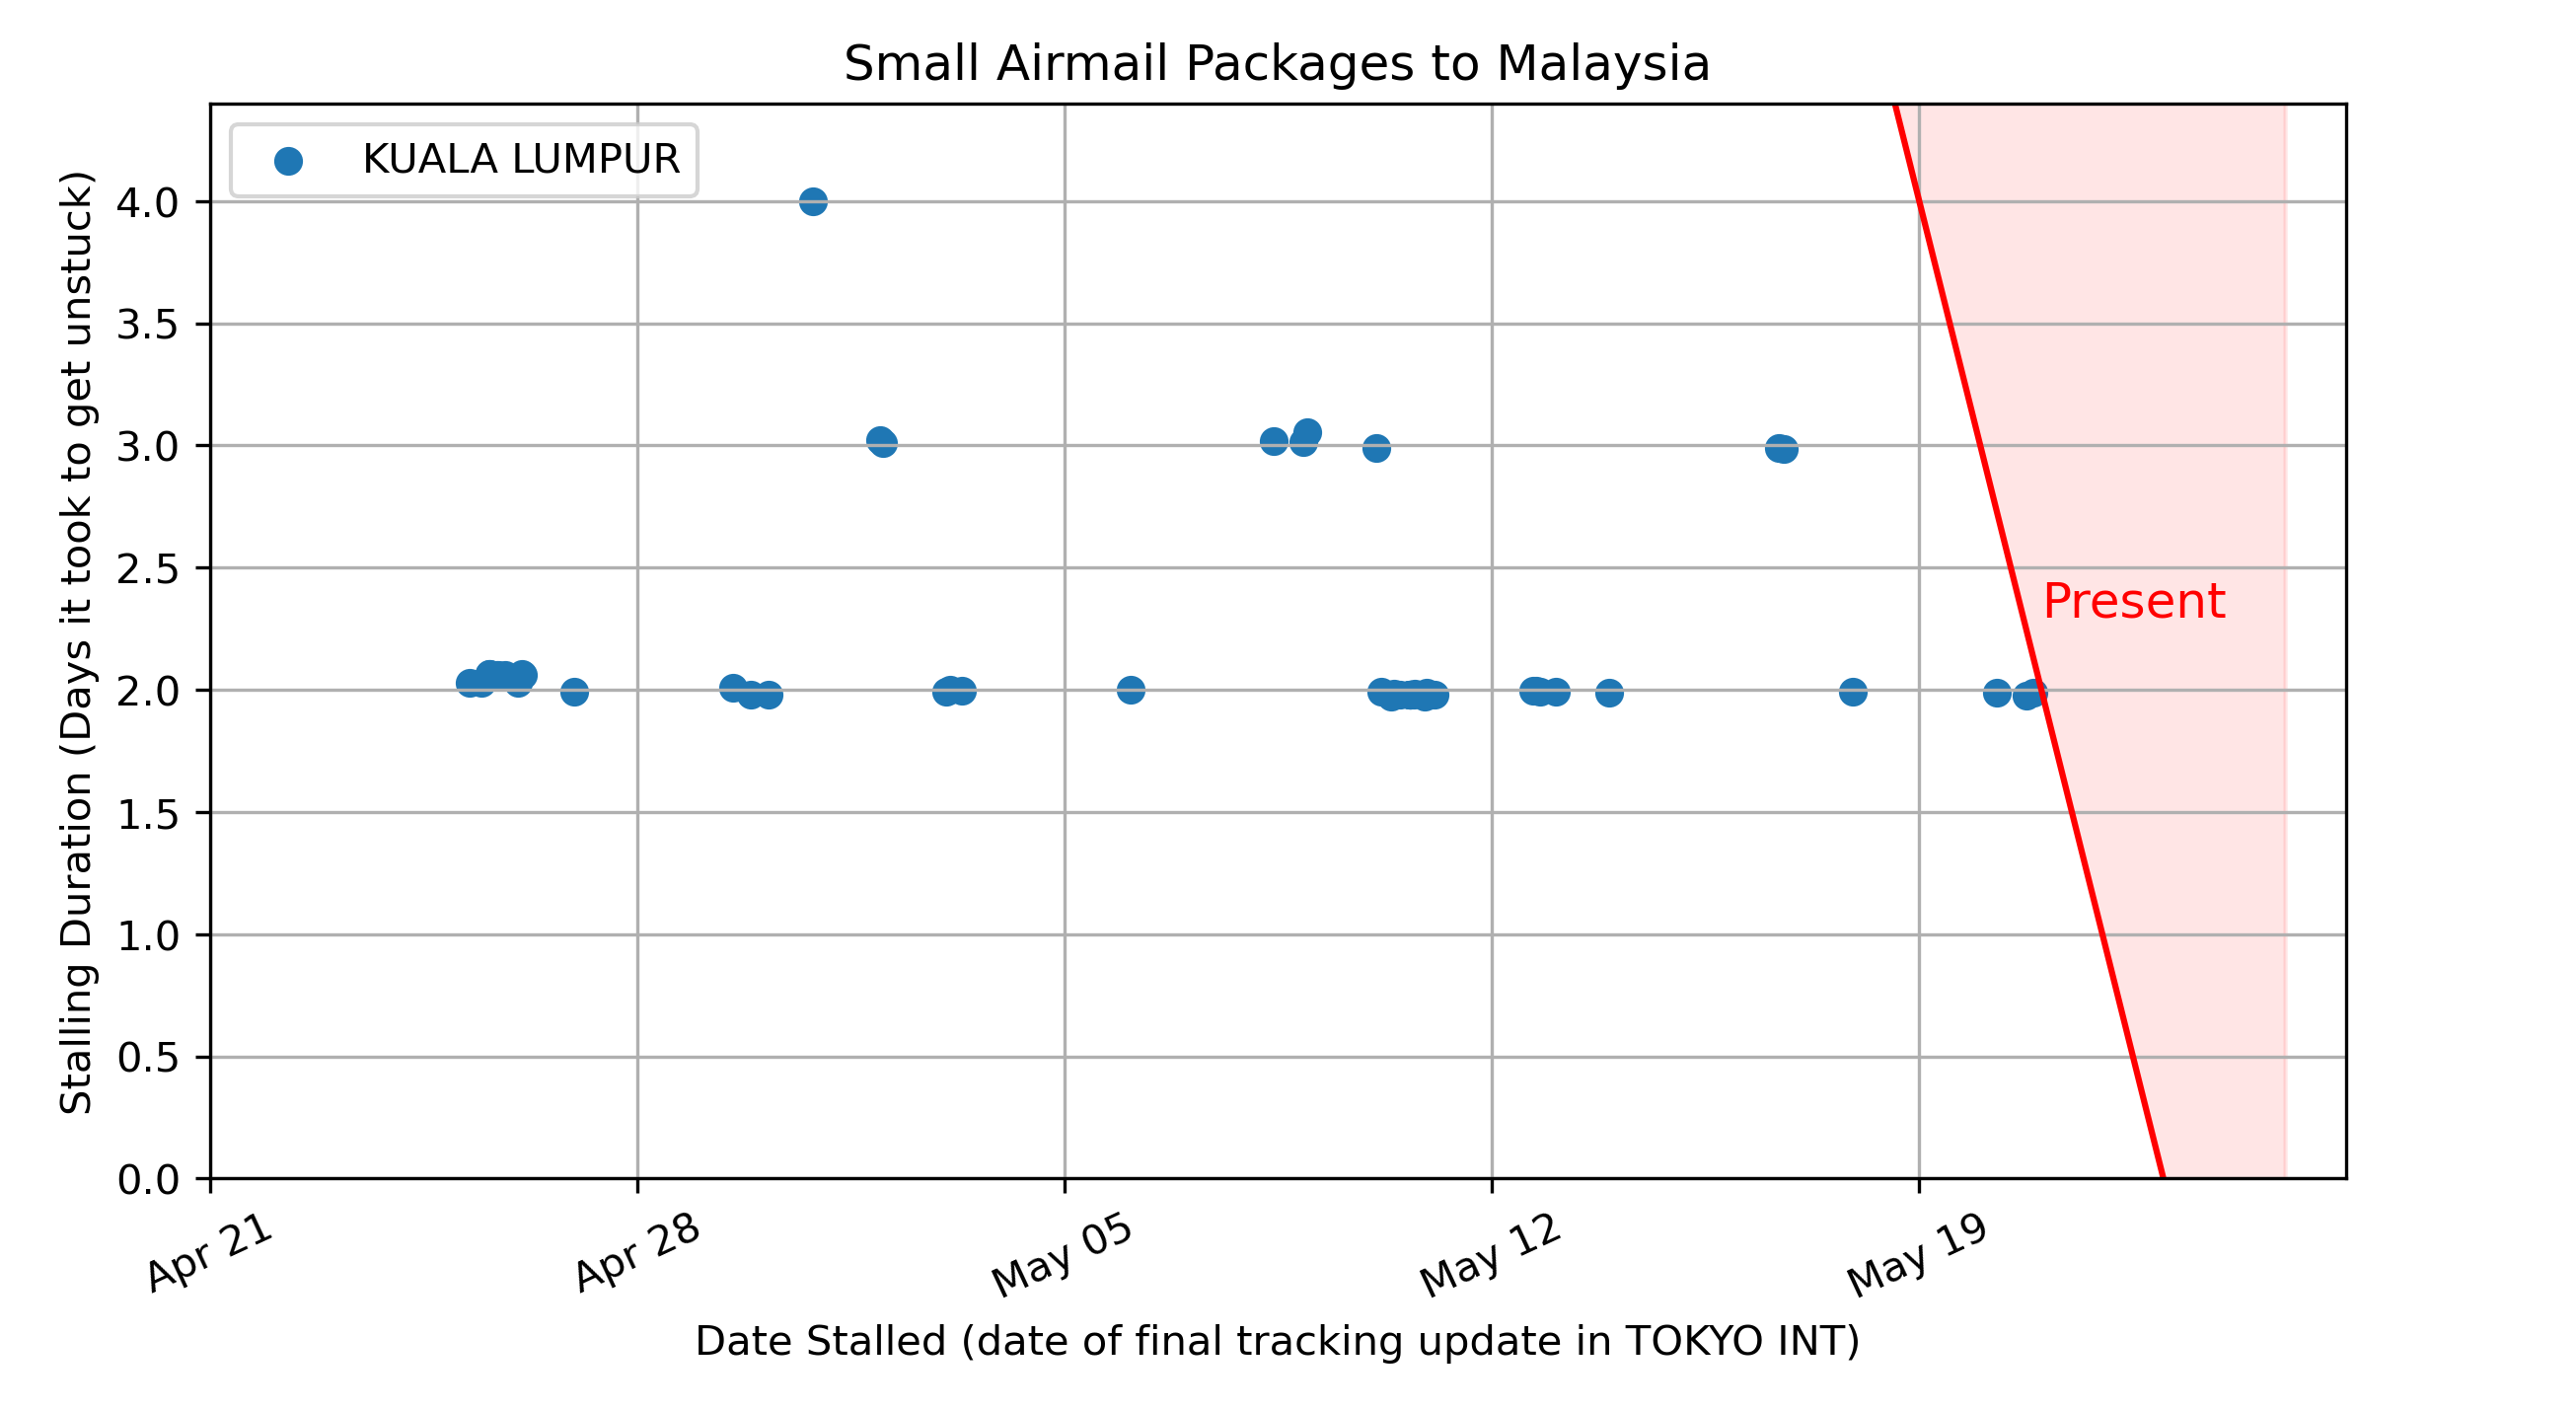 Small Airmail Packages to Malaysia
KUALA LUMPUR
Stalling Duration (Days it took to get unstuck)
4.0
3.5
3.0
2.5
2.0
1.5
1.0
0.5
0.0
Present
Apr 21
Apr 28
May 05
May 12
May 19
Date Stalled (date of final tracking update in TOKYO INT)